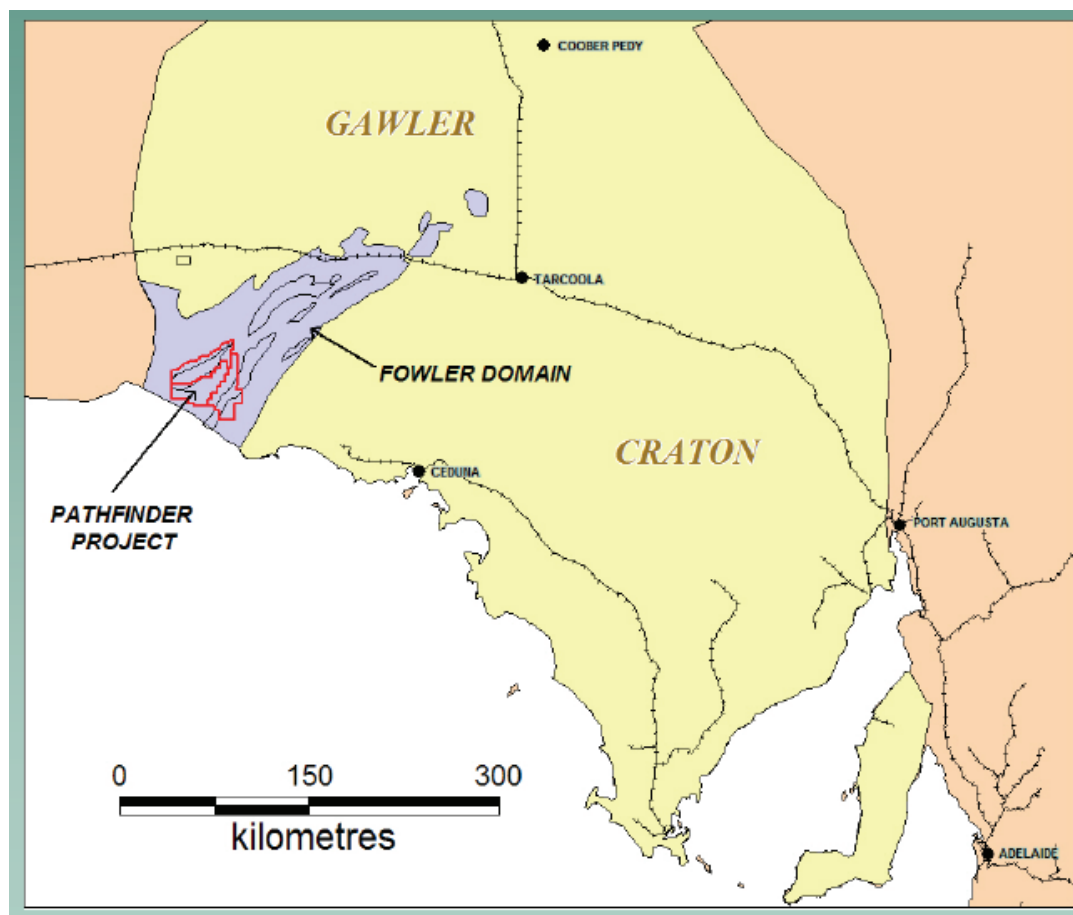 COOBER PEDY
GAWLER
TARCOOLA
FOWLER DOMAIN
CRATON
CEDUNA
PATHFINDER
PROJECT
PORT AUGUSTA
0 150 300
kilometres
ADELAIDE